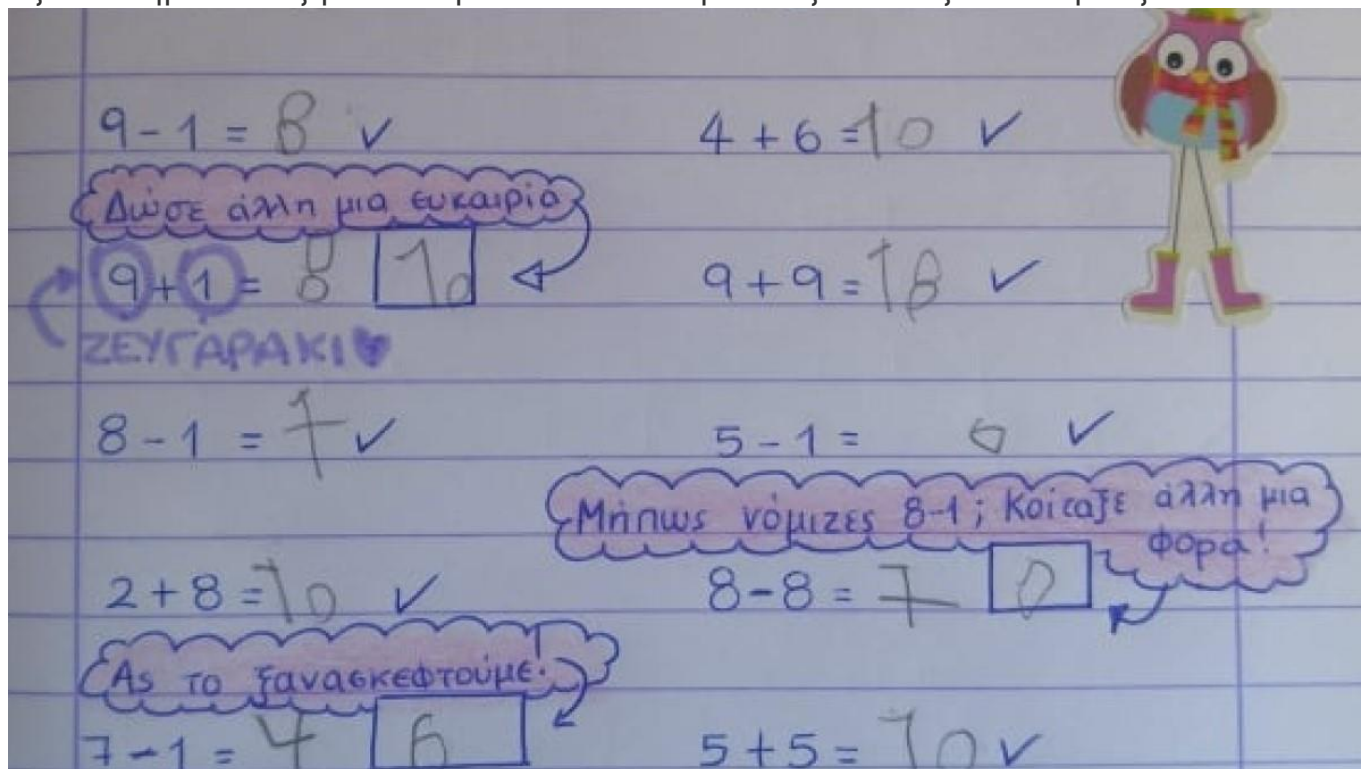 9 - 1 = 8 ✓
4 + 6 = 10 ✓
Δώσε άλλη μια ευκαιρία
9 + 1 = 8 10
9 + 9 = 18 ✓
ΖΕΥΓΑΡΑΚΙ♥
8 - 1 = 7 ✓
5 - 1 = 0 ✓
Μήπως νόμιζες 8-1; Κοίταξε άλλη μια
φορά!
2 + 8 = 10 ✓
8 - 8 = 7 0
Ας το ξανασκεφτούμε!
7 - 1 = 4 6
5 + 5 = 10 ✓